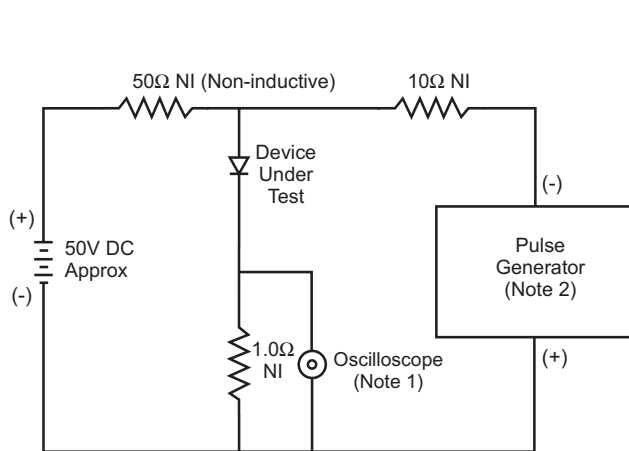 50Ω NI (Non-inductive)
10Ω NI
Device
Under
Test
(-)
(+)
50V DC
Approx
(-)
Pulse
Generator
(Note 2)
1.0Ω
NI
Oscilloscope
(Note 1)
(+)